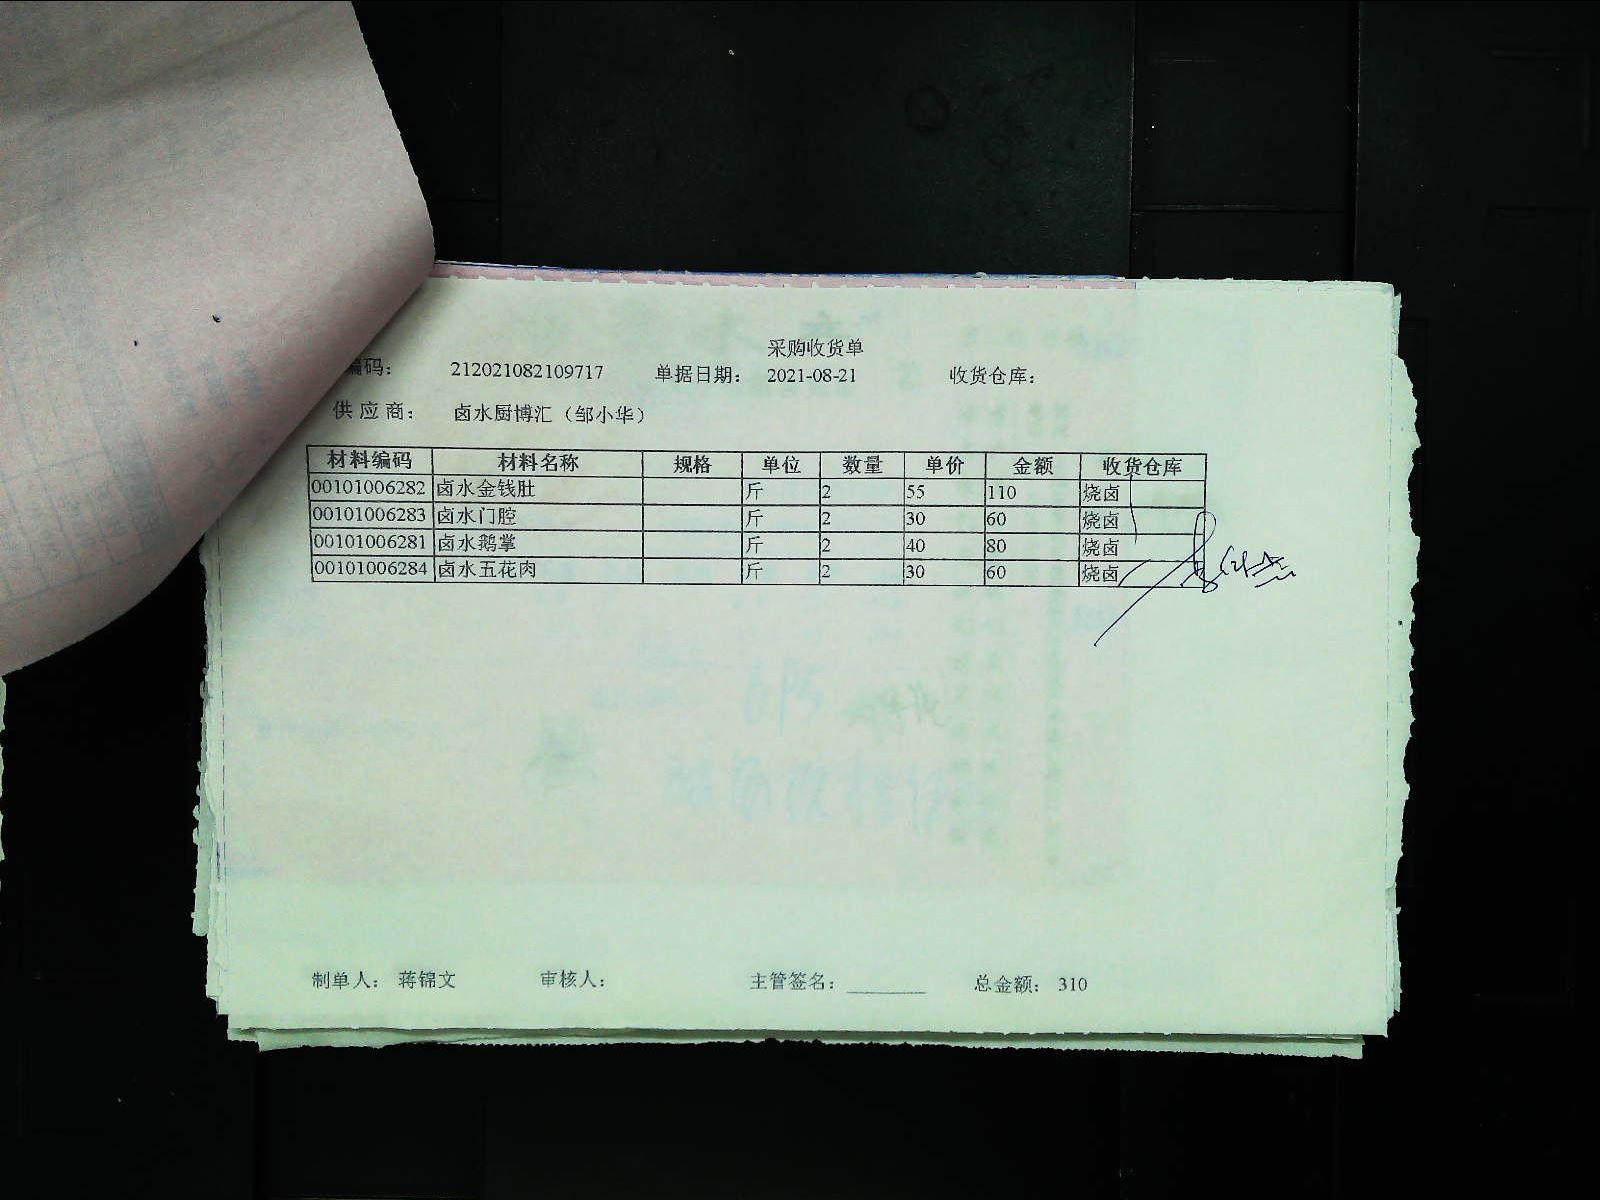 采购收货单
编码： 212021082109717 单据日期： 2021-08-21 收货仓库：
供应商： 卤水厨博汇（邹小华）
材料编码 材料名称 规格 单位 数量 单价 金额 收货仓库
00101006282 卤水金钱肚 斤 2 55 110 烧卤
00101006283 卤水门腔 斤 2 30 60 烧卤
00101006281 卤水鹅掌 斤 2 40 80 烧卤
00101006284 卤水五花肉 斤 2 30 60 烧卤
制单人： 蒋锦文 审核人： 主管签名： 总金额： 310